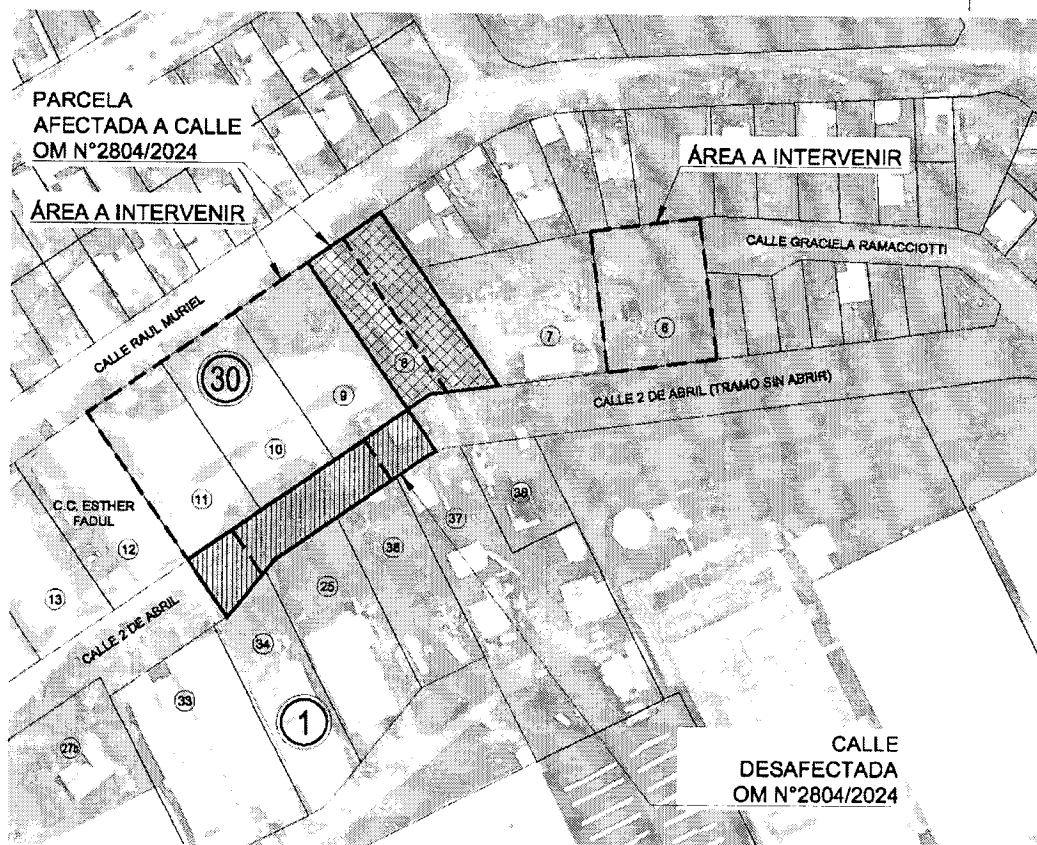 PARCELA
AFECTADA A CALLE
OM N°2804/2024
ÁREA A INTERVENIR
ÁREA A INTERVENIR
CALLE GRACIELA RAMACCIOTTI
CALLE RAUL MURIEL
30
8
7
6
CALLE 2 DE ABRIL (TRAMO SIN ABRIR)
9
10
11
C.C. ESTHER
FADUL
12
13
CALLE 2 DE ABRIL
37
38
25
34
33
1
27b
CALLE
DESAFECTADA
OM N°2804/2024